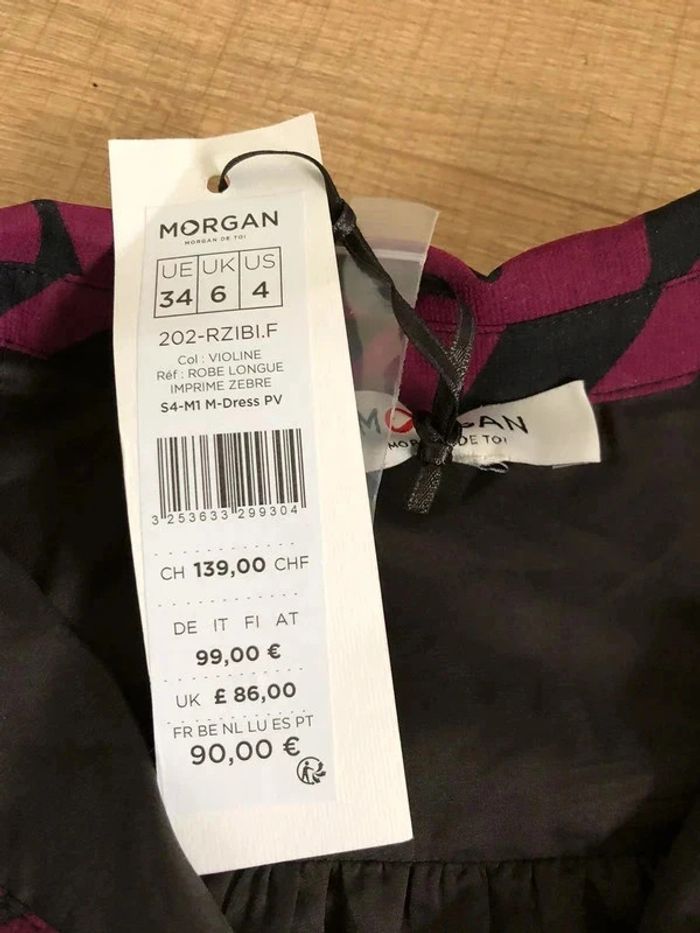 MORGAN
MORGAN DE TOI
UE UK US
34 6 4
202-RZIBI.F
Col : VIOLINE
Réf : ROBE LONGUE
IMPRIME ZEBRE
S4-M1 M-Dress PV
3 253633 299304
CH 139,00 CHF
DE IT FI AT
99,00 €
UK £ 86,00
FR BE NL LU ES PT
90,00 €
DE TOI